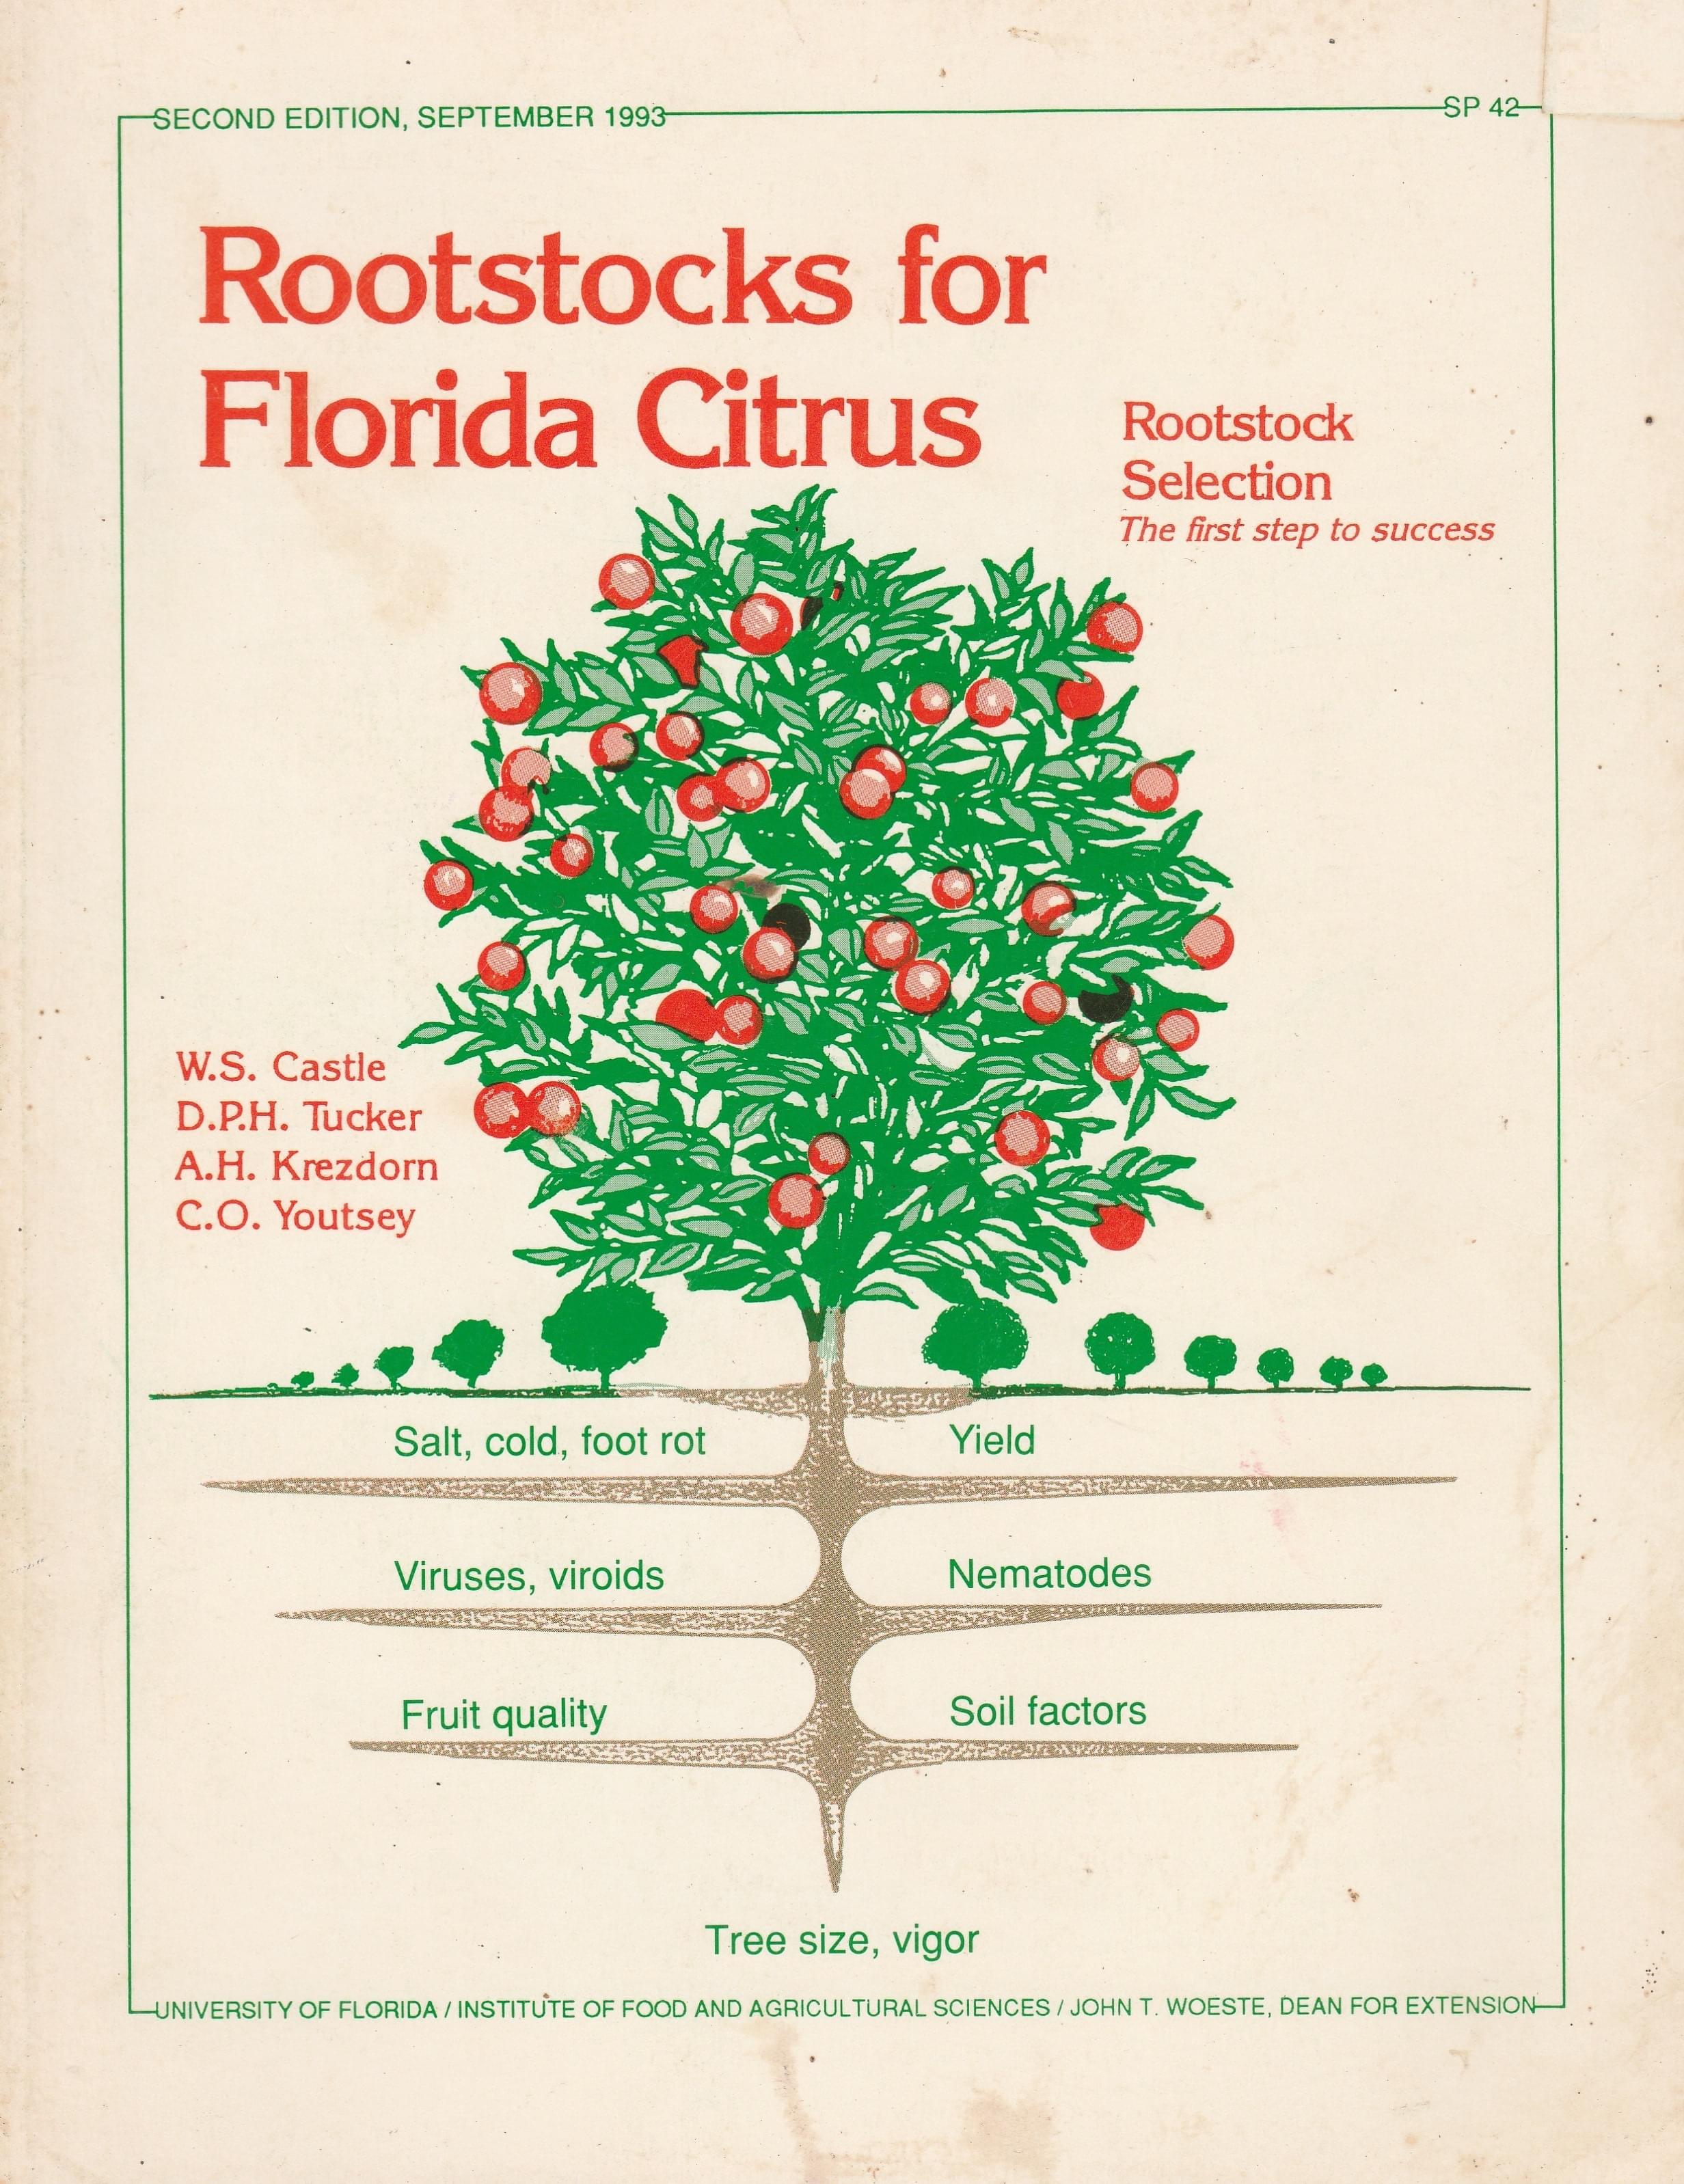 SECOND EDITION, SEPTEMBER 1993
SP 42
Rootstocks for
Florida Citrus
Rootstock
Selection
The first step to success
W.S. Castle
D.P.H. Tucker
A.H. Krezdorn
C.O. Youtsey
Salt, cold, foot rot
Yield
Viruses, viroids
Nematodes
Fruit quality
Soil factors
Tree size, vigor
UNIVERSITY OF FLORIDA / INSTITUTE OF FOOD AND AGRICULTURAL SCIENCES / JOHN T. WOESTE, DEAN FOR EXTENSION